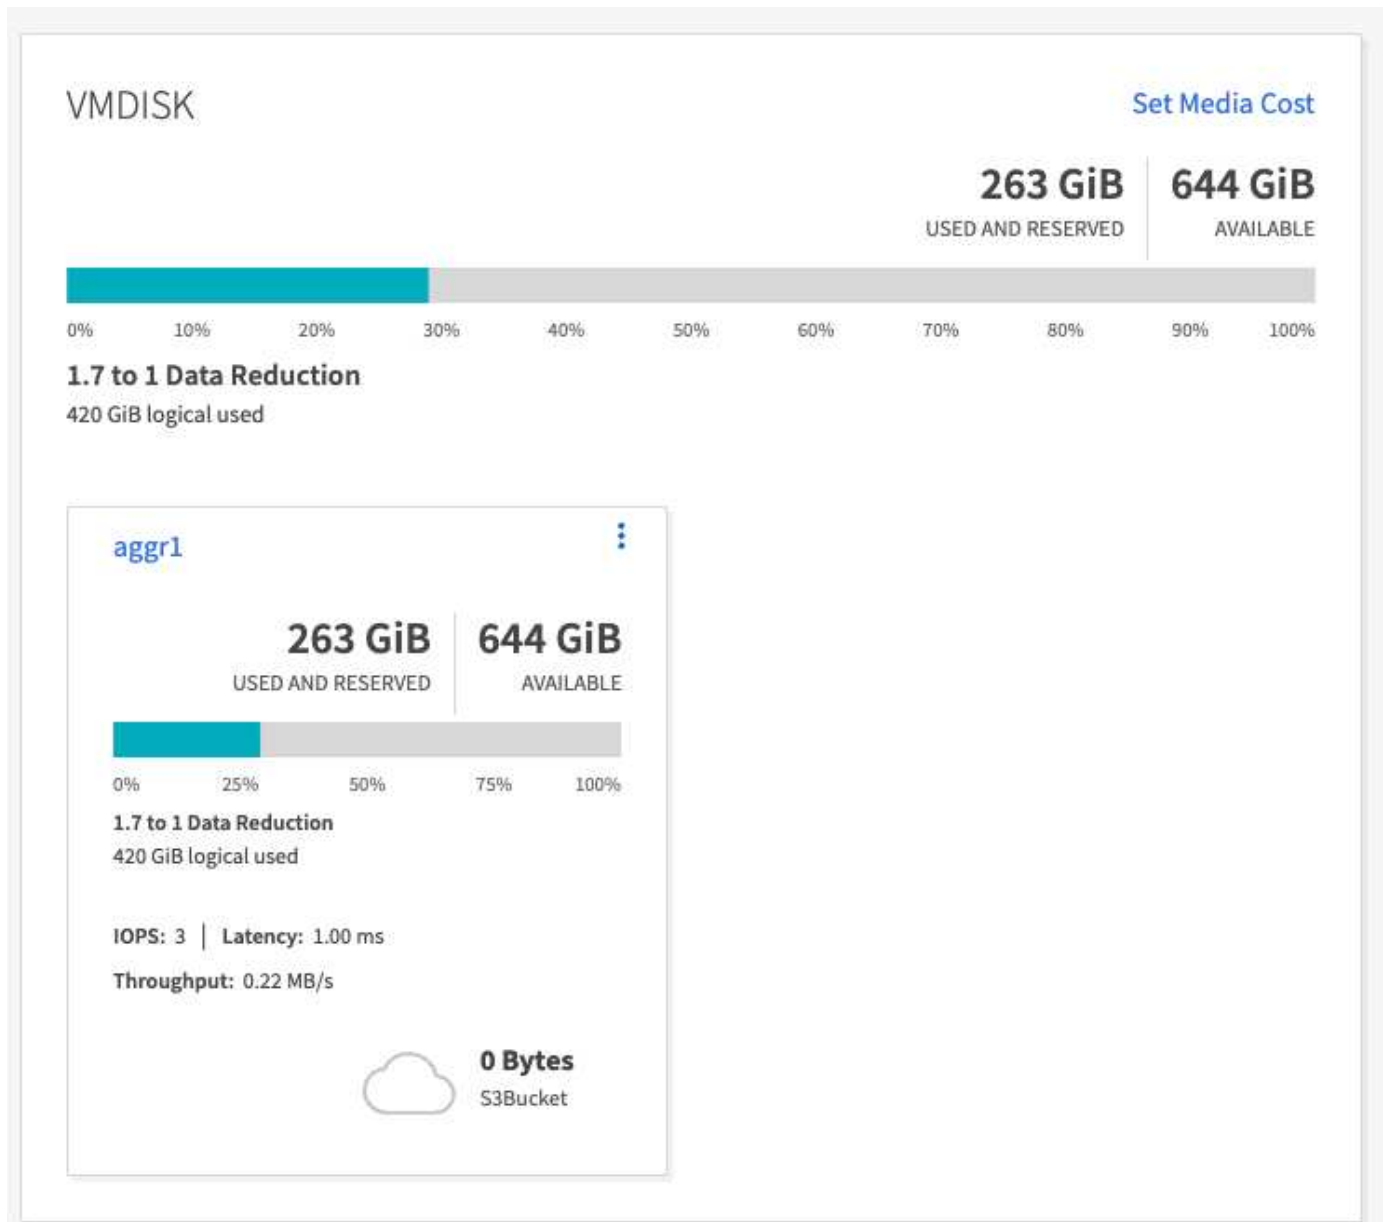 VMDISK
Set Media Cost
263 GiB
USED AND RESERVED
644 GiB
AVAILABLE
0% 10% 20% 30% 40% 50% 60% 70% 80% 90% 100%
1.7 to 1 Data Reduction
420 GiB logical used
aggr1
263 GiB
USED AND RESERVED
644 GiB
AVAILABLE
0% 25% 50% 75% 100%
1.7 to 1 Data Reduction
420 GiB logical used
IOPS: 3 | Latency: 1.00 ms
Throughput: 0.22 MB/s
0 Bytes
S3Bucket